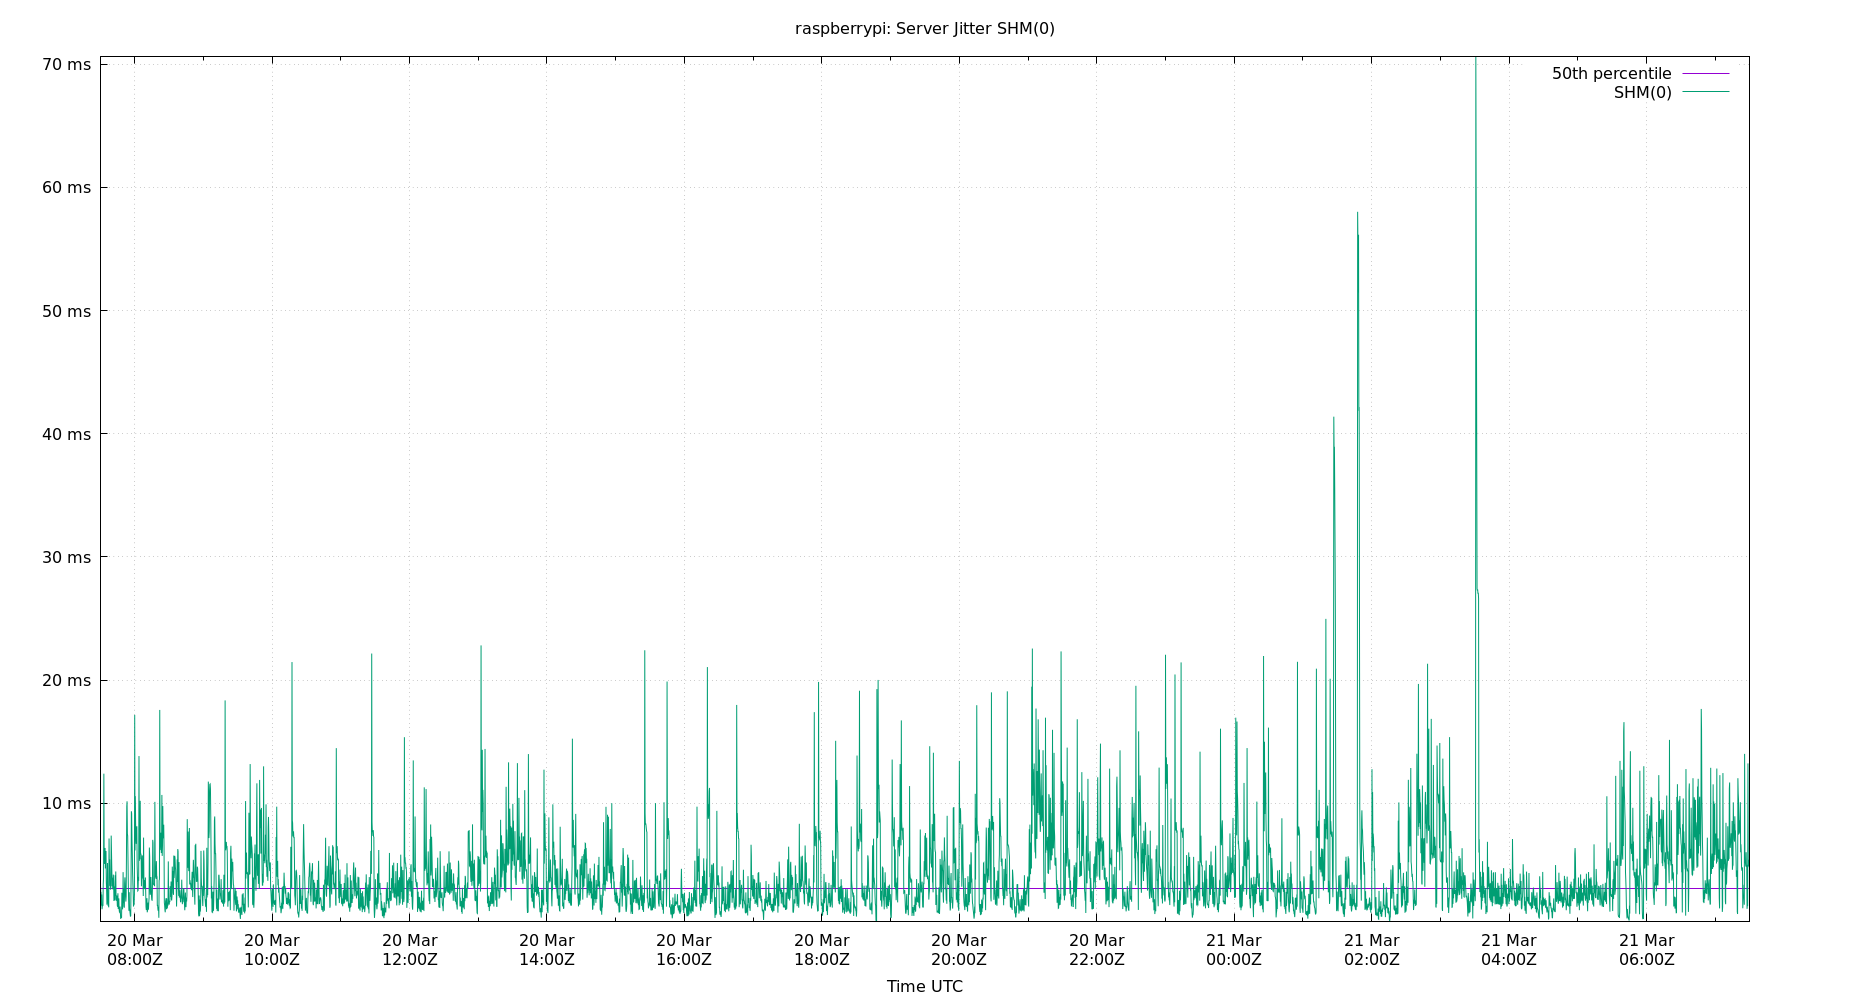 raspberrypi: Server Jitter SHM(0)
70 ms
60 ms
50 ms
40 ms
30 ms
20 ms
10 ms
50th percentile
SHM(0)
20 Mar 20 Mar 20 Mar 20 Mar 20 Mar 20 Mar 20 Mar 20 Mar 21 Mar 21 Mar 21 Mar 21 Mar
08:00Z 10:00Z 12:00Z 14:00Z 16:00Z 18:00Z 20:00Z 22:00Z 00:00Z 02:00Z 04:00Z 06:00Z
Time UTC